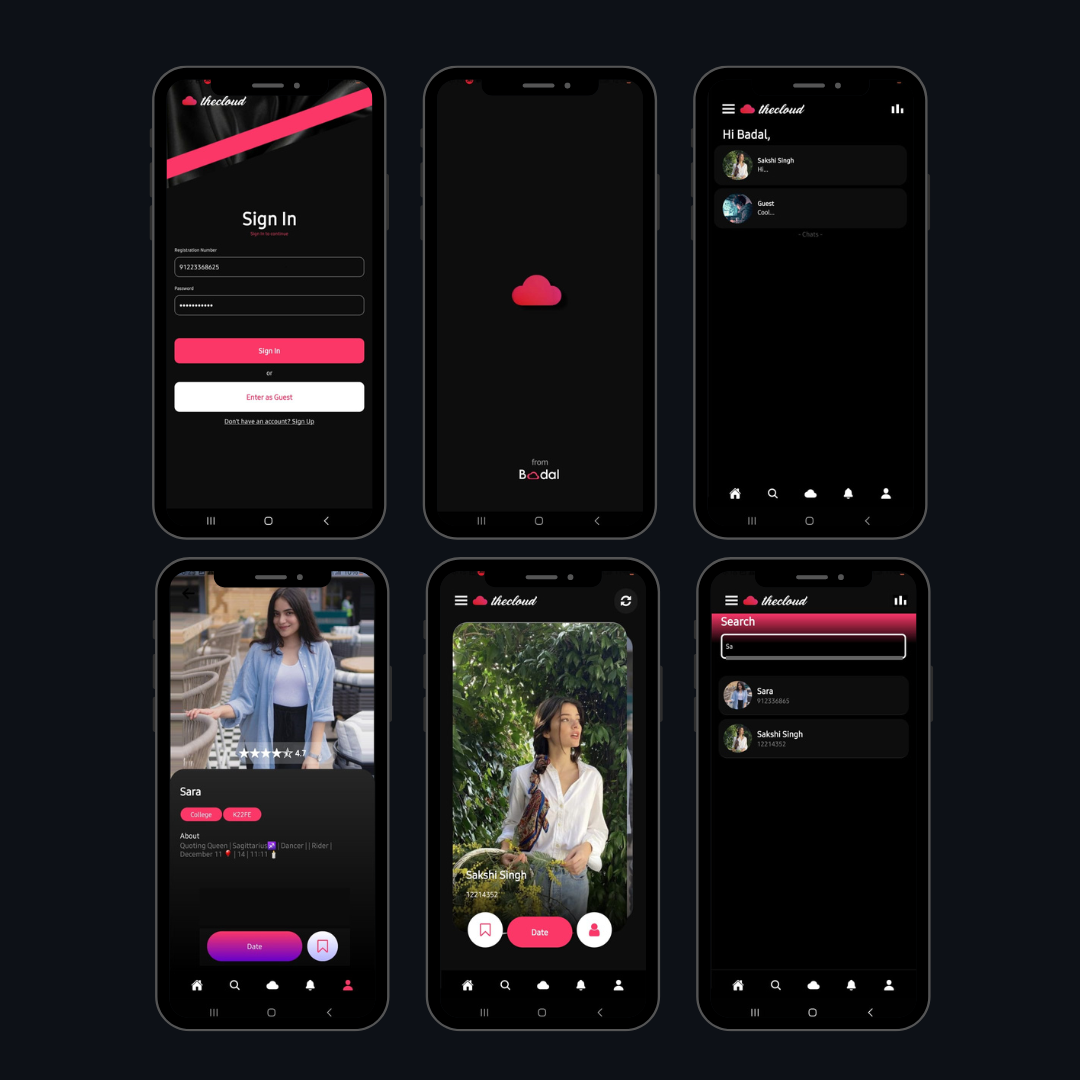 thecloud
Sign In
Sign in to continue
Registration Number
91223368625
Password
•••••••••••
Sign In
or
Enter as Guest
Don't have an account? Sign Up
from
Badal
thecloud
Hi Badal,
Sakshi Singh
Hi...
Guest
Cool...
- Chats -
★★★★⯪ 4.7
Sara
College
K22FE
About
Quoting Queen | Sagittarius♐ | Dancer | | Rider |
December 11 🎈 | 14 | 11:11 🕯️
Date
thecloud
Sakshi Singh
12214352
Date
thecloud
Search
Sa
Sara
912336865
Sakshi Singh
12214352